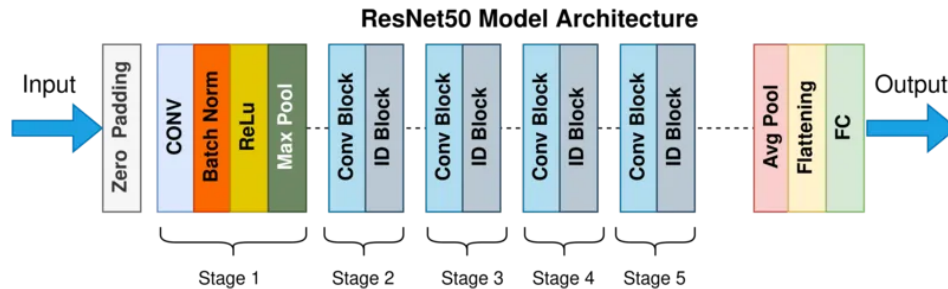 ResNet50 Model Architecture
Input
Zero Padding
CONV
Batch Norm
ReLu
Max Pool
Conv Block
ID Block
Conv Block
ID Block
Conv Block
ID Block
Conv Block
ID Block
Avg Pool
Flattening
FC
Output
Stage 1
Stage 2
Stage 3
Stage 4
Stage 5